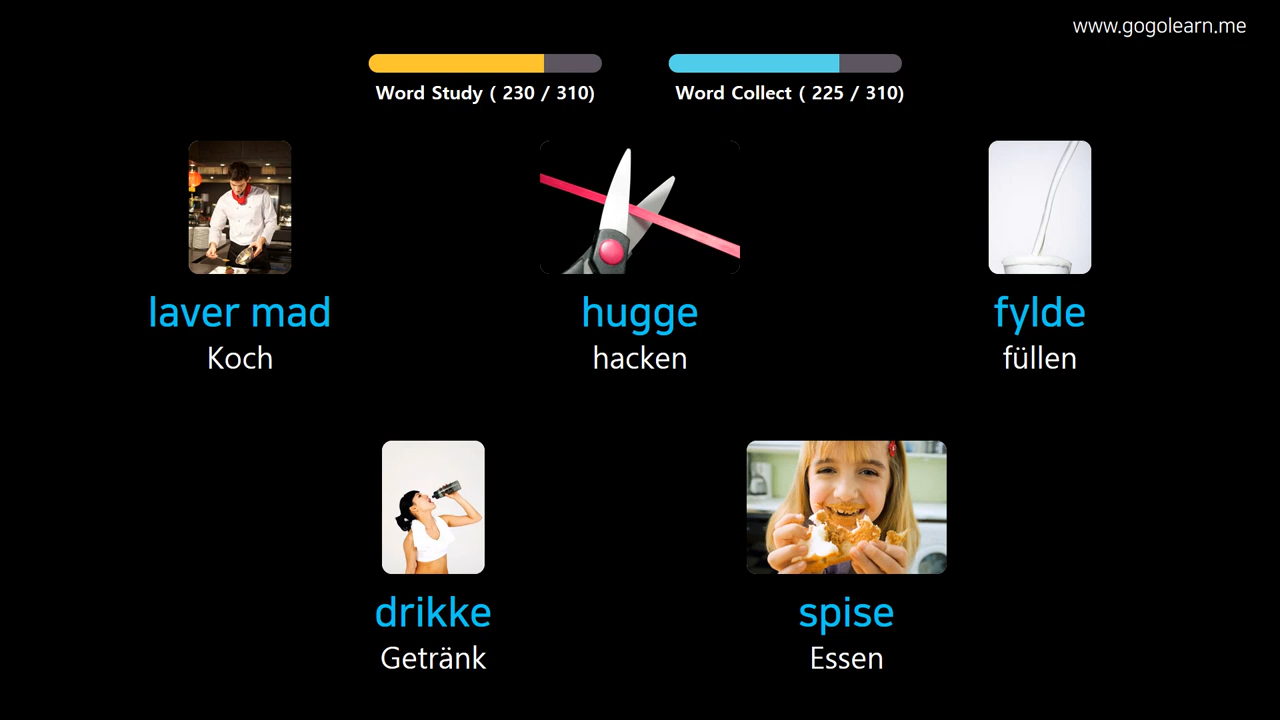 www.gogolearn.me
Word Study ( 230 / 310)
Word Collect ( 225 / 310)
laver mad
Koch
hugge
hacken
fylde
füllen
drikke
Getränk
spise
Essen